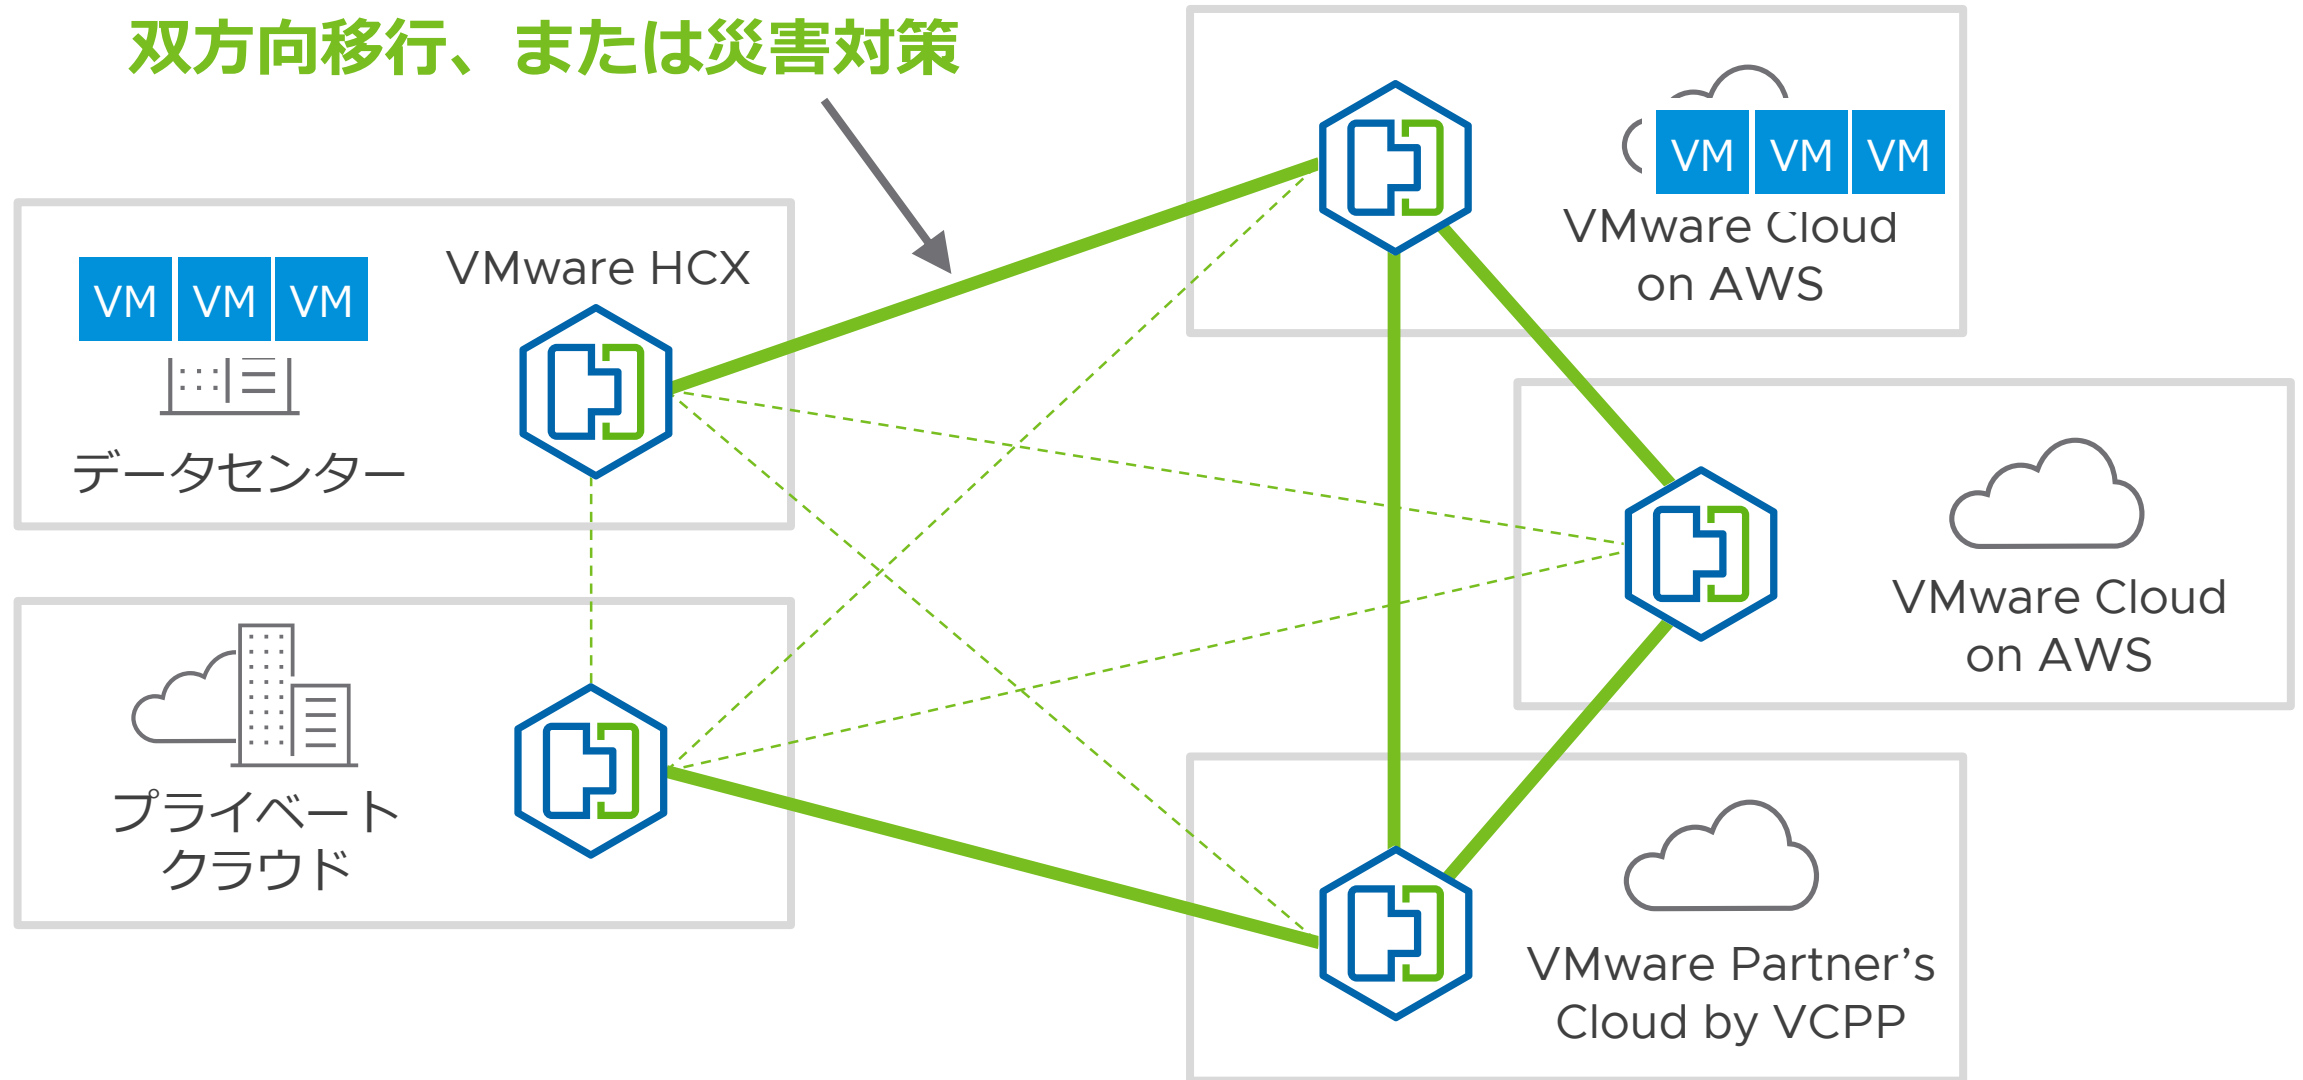 双方向移行、または災害対策
VM VM VM
VMware Cloud
on AWS
VMware HCX
VM VM VM
データセンター
VMware Cloud
on AWS
プライベート
クラウド
VMware Partner’s
Cloud by VCPP